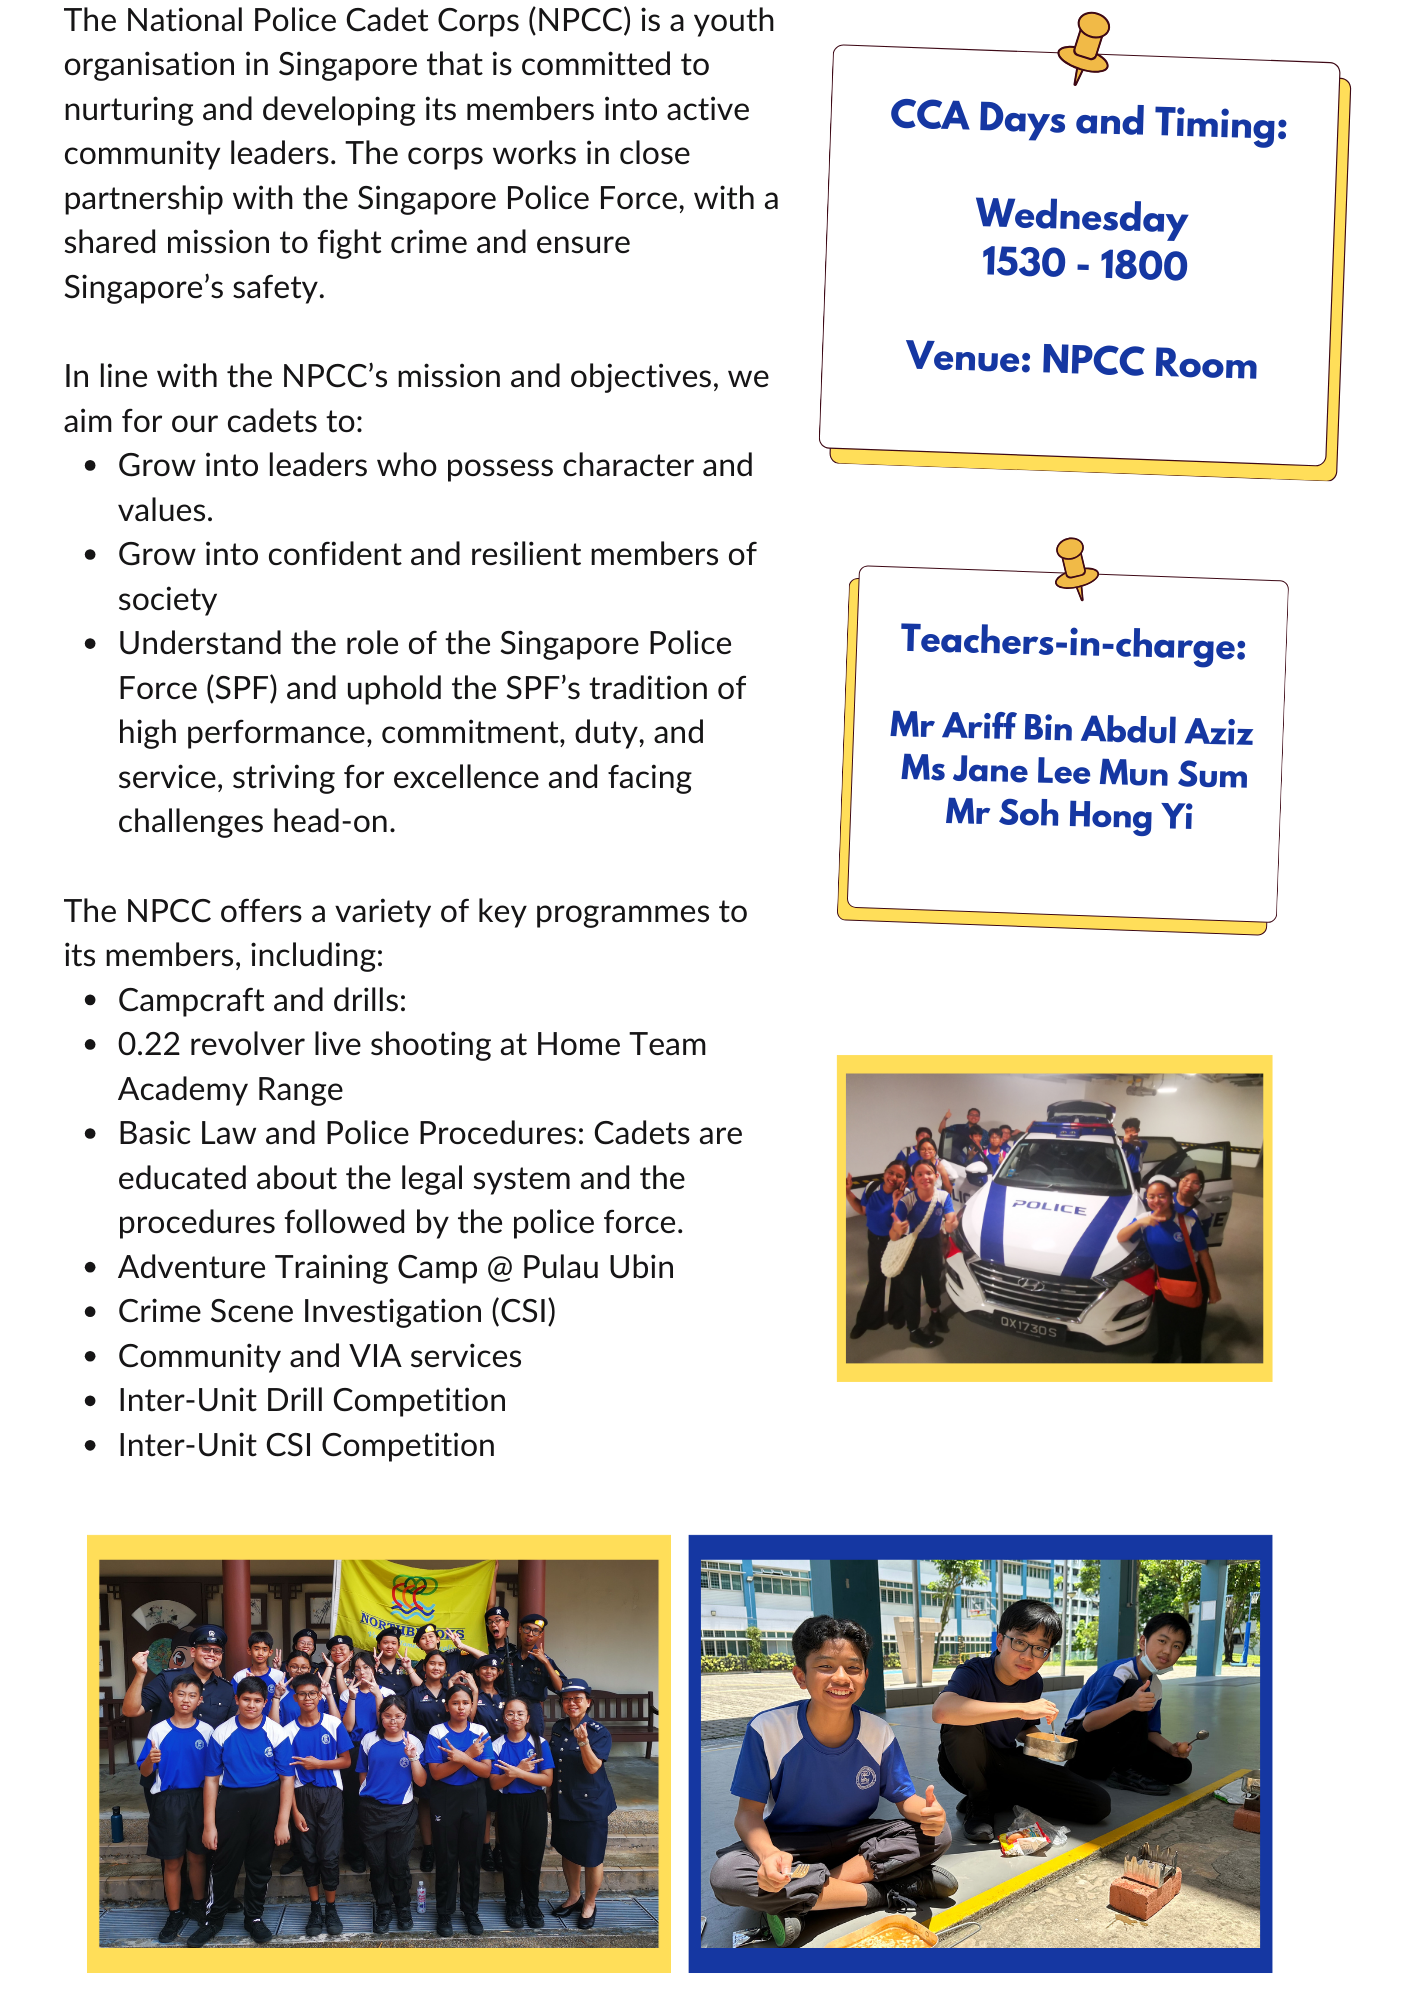 The National Police Cadet Corps (NPCC) is a youth
organisation in Singapore that is committed to
nurturing and developing its members into active
community leaders. The corps works in close
partnership with the Singapore Police Force, with a
shared mission to fight crime and ensure
Singapore’s safety.
In line with the NPCC’s mission and objectives, we
aim for our cadets to:
• Grow into leaders who possess character and
values.
• Grow into confident and resilient members of
society
• Understand the role of the Singapore Police
Force (SPF) and uphold the SPF’s tradition of
high performance, commitment, duty, and
service, striving for excellence and facing
challenges head-on.
The NPCC offers a variety of key programmes to
its members, including:
• Campcraft and drills:
• 0.22 revolver live shooting at Home Team
Academy Range
• Basic Law and Police Procedures: Cadets are
educated about the legal system and the
procedures followed by the police force.
• Adventure Training Camp @ Pulau Ubin
• Crime Scene Investigation (CSI)
• Community and VIA services
• Inter-Unit Drill Competition
• Inter-Unit CSI Competition
CCA Days and Timing:
Wednesday
1530 - 1800
Venue: NPCC Room
Teachers-in-charge:
Mr Ariff Bin Abdul Aziz
Ms Jane Lee Mun Sum
Mr Soh Hong Yi
POLICE
QX1730S